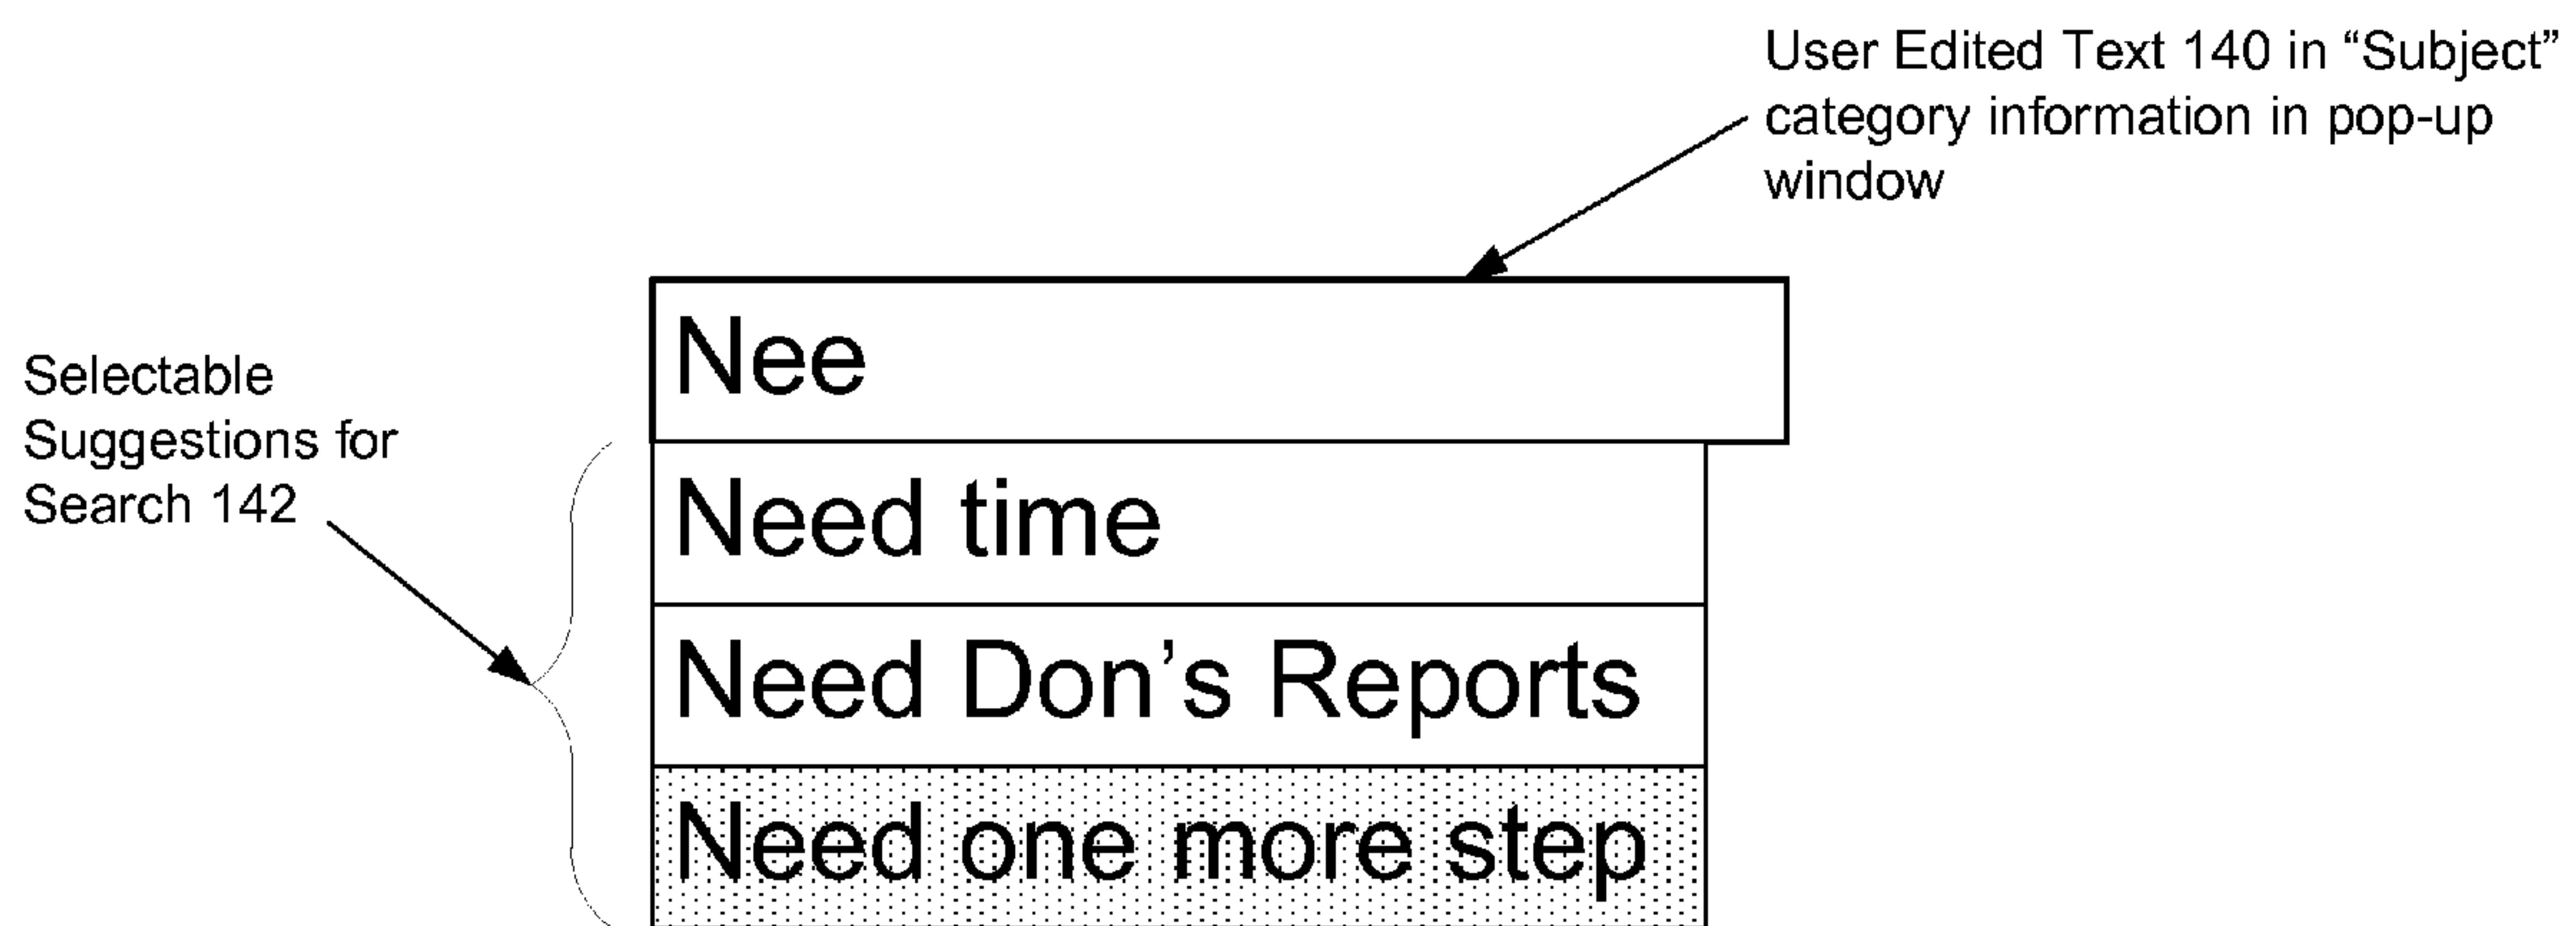 User Edited Text 140 in “Subject”
category information in pop-up
window
Nee
Selectable
Suggestions for
Search 142
Need time
Need Don’s Reports
Need one more step